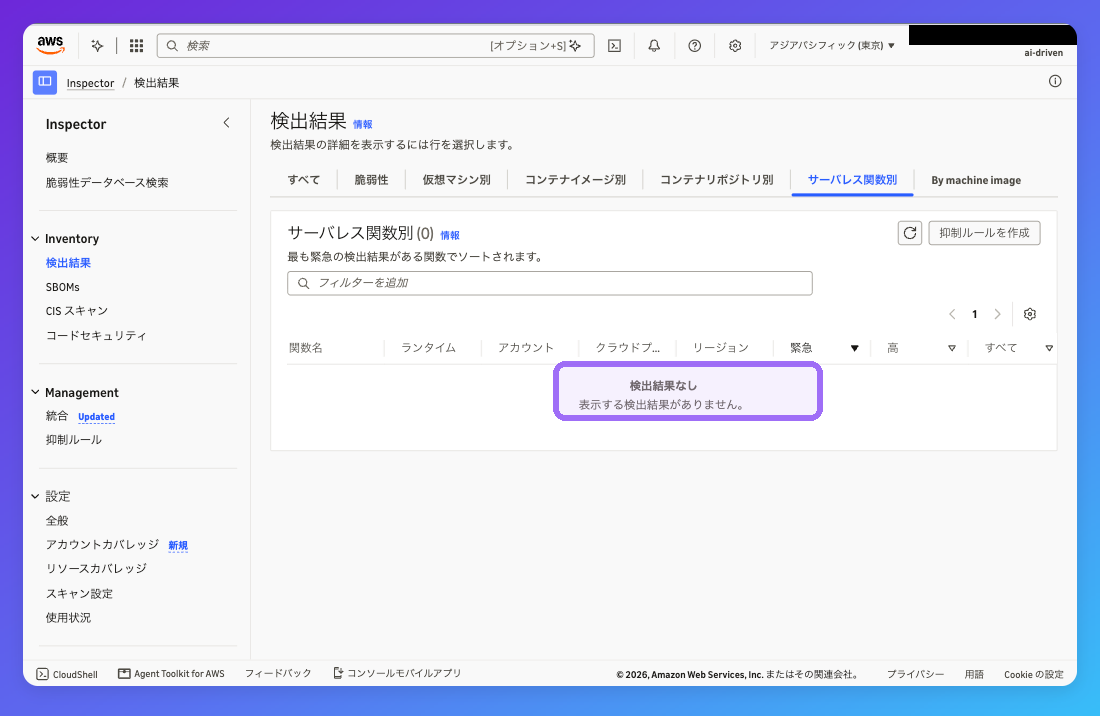 aws
検索
[オプション+S]
アジアパシフィック (東京) ▼
ai-driven
Inspector / 検出結果
Inspector
概要
脆弱性データベース検索
Inventory
検出結果
SBOMs
CIS スキャン
コードセキュリティ
Management
統合 Updated
抑制ルール
設定
全般
アカウントカバレッジ 新規
リソースカバレッジ
スキャン設定
使用状況
検出結果 情報
検出結果の詳細を表示するには行を選択します。
すべて 脆弱性 仮想マシン別 コンテナイメージ別 コンテナリポジトリ別 サーバレス関数別 By machine image
サーバレス関数別 (0) 情報
抑制ルールを作成
最も緊急の検出結果がある関数でソートされます。
フィルターを追加
1
関数名 ランタイム アカウント クラウドプ... リージョン 緊急 高 すべて
検出結果なし
表示する検出結果がありません。
CloudShell Agent Toolkit for AWS フィードバック コンソールモバイルアプリ © 2026, Amazon Web Services, Inc. またはその関連会社。 プライバシー 用語 Cookie の設定